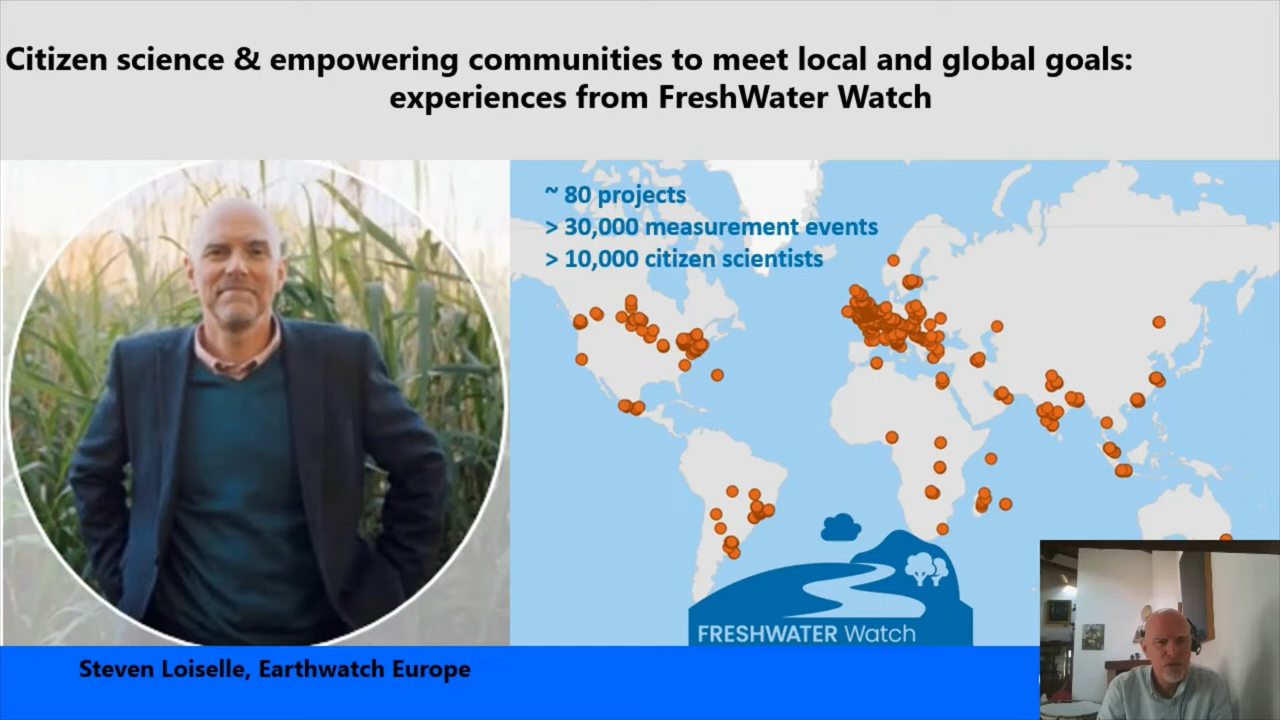 Citizen science & empowering communities to meet local and global goals:
experiences from FreshWater Watch
~ 80 projects
> 30,000 measurement events
> 10,000 citizen scientists
FRESHWATER Watch
Steven Loiselle, Earthwatch Europe